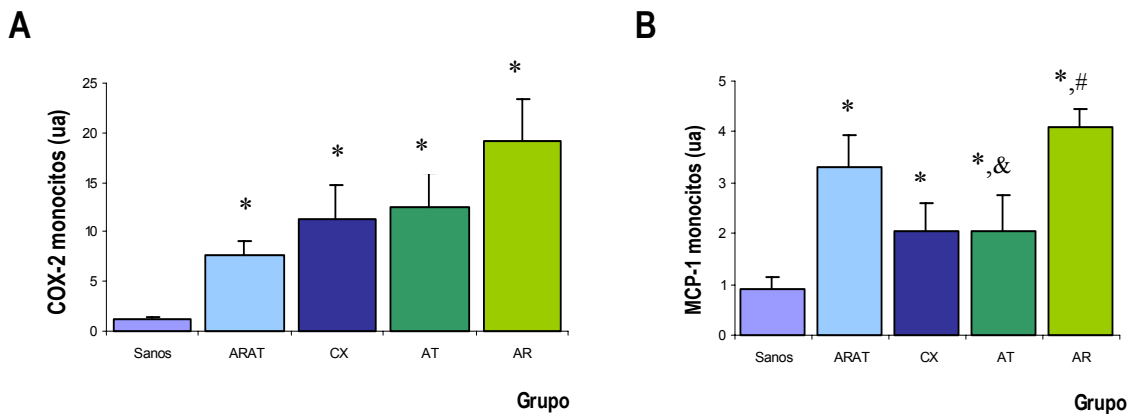 A
COX-2 monocitos (ua)
25
20
15
10
5
0
*
*
*
*
Sanos ARAT CX AT AR
Grupo
B
MCP-1 monocitos (ua)
5
4
3
2
1
0
*
*
*,&
*,#
Sanos ARAT CX AT AR
Grupo